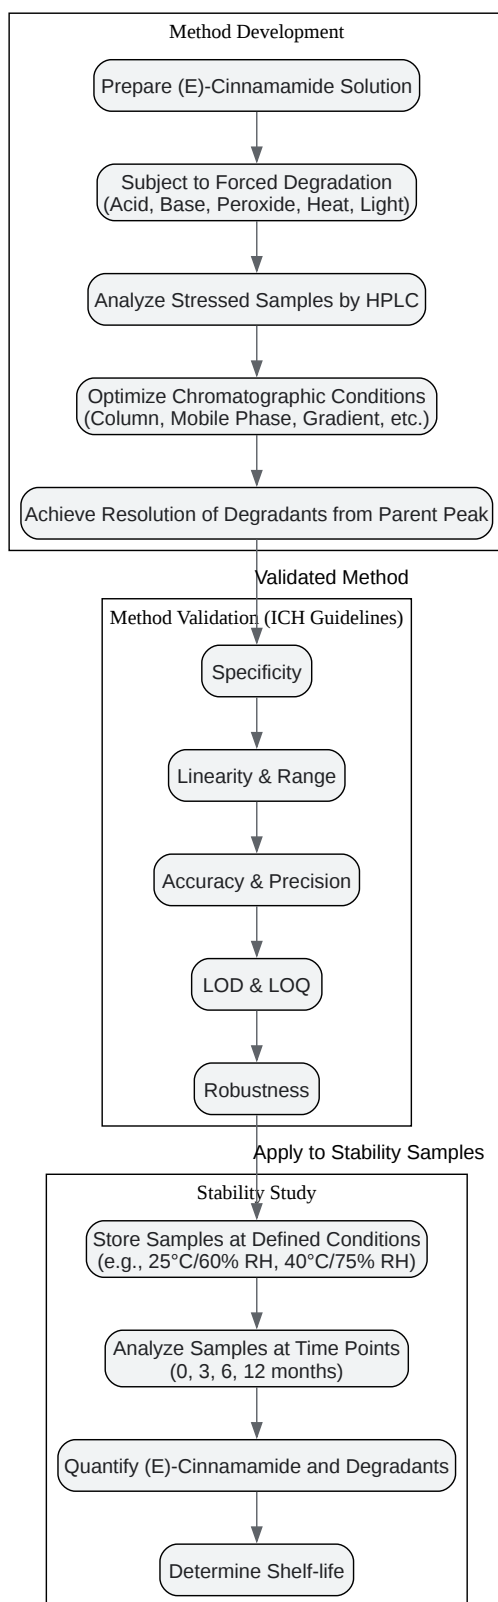 Method Development
Prepare (E)-Cinnamamide Solution
Subject to Forced Degradation
(Acid, Base, Peroxide, Heat, Light)
Analyze Stressed Samples by HPLC
Optimize Chromatographic Conditions
(Column, Mobile Phase, Gradient, etc.)
Achieve Resolution of Degradants from Parent Peak
Validated Method
Method Validation (ICH Guidelines)
Specificity
Linearity & Range
Accuracy & Precision
LOD & LOQ
Robustness
Apply to Stability Samples
Stability Study
Store Samples at Defined Conditions
(e.g., 25°C/60% RH, 40°C/75% RH)
Analyze Samples at Time Points
(0, 3, 6, 12 months)
Quantify (E)-Cinnamamide and Degradants
Determine Shelf-life